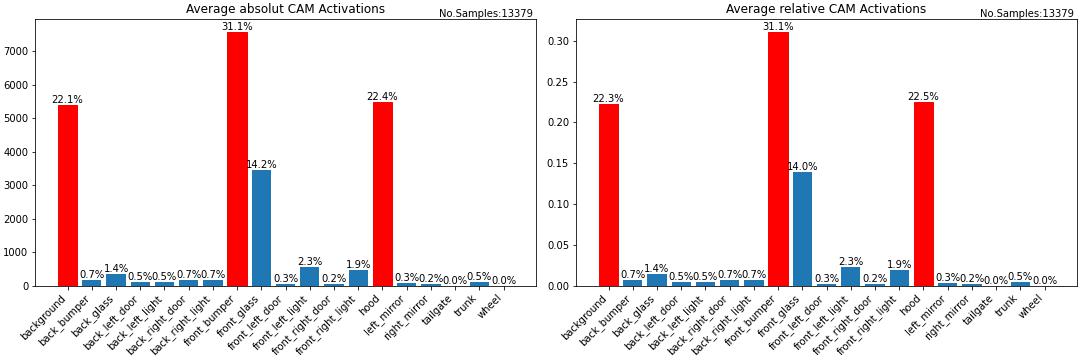 Average absolut CAM Activations
No.Samples:13379
7000
6000
5000
4000
3000
2000
1000
0
22.1%
0.7%
1.4%
0.5%
0.5%
0.7%
0.7%
31.1%
14.2%
0.3%
2.3%
0.2%
1.9%
22.4%
0.3%
0.2%
0.0%
0.5%
0.0%
background
back_bumper
back_glass
back_left_door
back_left_light
back_right_door
back_right_light
front_bumper
front_glass
front_left_door
front_left_light
front_right_door
front_right_light
hood
left_mirror
right_mirror
tailgate
trunk
wheel
Average relative CAM Activations
No.Samples:13379
0.30
0.25
0.20
0.15
0.10
0.05
0.00
22.3%
0.7%
1.4%
0.5%
0.5%
0.7%
0.7%
31.1%
14.0%
0.3%
2.3%
0.2%
1.9%
22.5%
0.3%
0.2%
0.0%
0.5%
0.0%
background
back_bumper
back_glass
back_left_door
back_left_light
back_right_door
back_right_light
front_bumper
front_glass
front_left_door
front_left_light
front_right_door
front_right_light
hood
left_mirror
right_mirror
tailgate
trunk
wheel